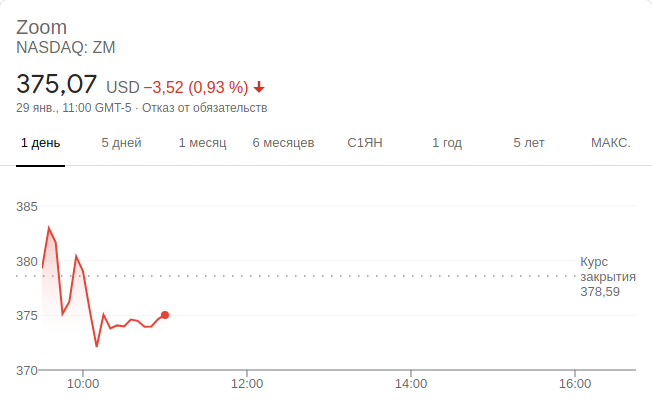 Zoom
NASDAQ: ZM
375,07 USD −3,52 (0,93 %)
29 янв., 11:00 GMT-5 · Отказ от обязательств
1 день 5 дней 1 месяц 6 месяцев С1ЯН 1 год 5 лет МАКС.
385
380
375
370
Курс
закрытия
378,59
10:00 12:00 14:00 16:00